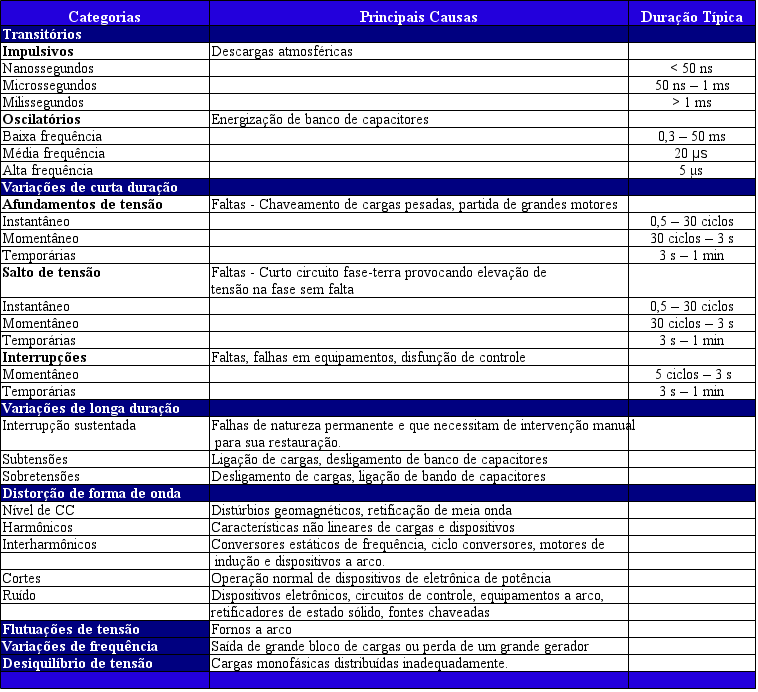 Categorias Principais Causas Duração Típica
Transitórios
Impulsivos Descargas atmosféricas
Nanossegundos < 50 ns
Microssegundos 50 ns – 1 ms
Milissegundos > 1 ms
Oscilatórios Energização de banco de capacitores
Baixa frequência 0,3 – 50 ms
Média frequência 20 µs
Alta frequência 5 µs
Variações de curta duração
Afundamentos de tensão Faltas - Chaveamento de cargas pesadas, partida de grandes motores
Instantâneo 0,5 – 30 ciclos
Momentâneo 30 ciclos – 3 s
Temporárias 3 s – 1 min
Salto de tensão Faltas - Curto circuito fase-terra provocando elevação de
tensão na fase sem falta
Instantâneo 0,5 – 30 ciclos
Momentâneo 30 ciclos – 3 s
Temporárias 3 s – 1 min
Interrupções Faltas, falhas em equipamentos, disfunção de controle
Momentâneo 5 ciclos – 3 s
Temporárias 3 s – 1 min
Variações de longa duração
Interrupção sustentada Falhas de natureza permanente e que necessitam de intervenção manual
para sua restauração.
Subtensões Ligação de cargas, desligamento de banco de capacitores
Sobretensões Desligamento de cargas, ligação de bando de capacitores
Distorção de forma de onda
Nível de CC Distúrbios geomagnéticos, retificação de meia onda
Harmônicos Características não lineares de cargas e dispositivos
Interharmônicos Conversores estáticos de frequência, ciclo conversores, motores de
indução e dispositivos a arco.
Cortes Operação normal de dispositivos de eletrônica de potência
Ruído Dispositivos eletrônicos, circuitos de controle, equipamentos a arco,
retificadores de estado sólido, fontes chaveadas
Flutuações de tensão Fornos a arco
Variações de frequência Saída de grande bloco de cargas ou perda de um grande gerador
Desiquilíbrio de tensão Cargas monofásicas distribuídas inadequadamente.